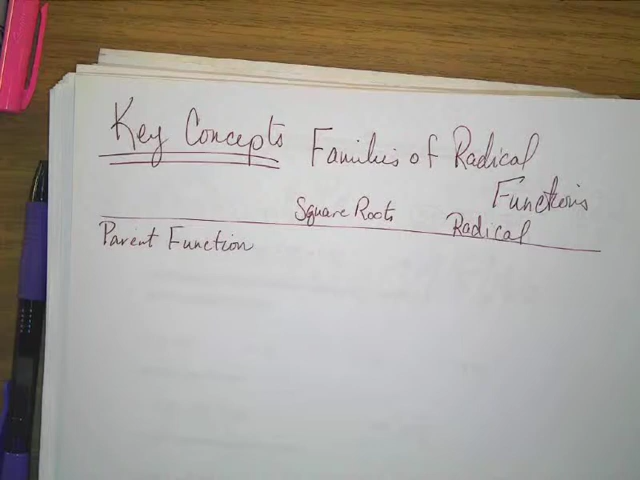 Key Concepts Families of Radical
Functions
Square Roots Radical
Parent Function